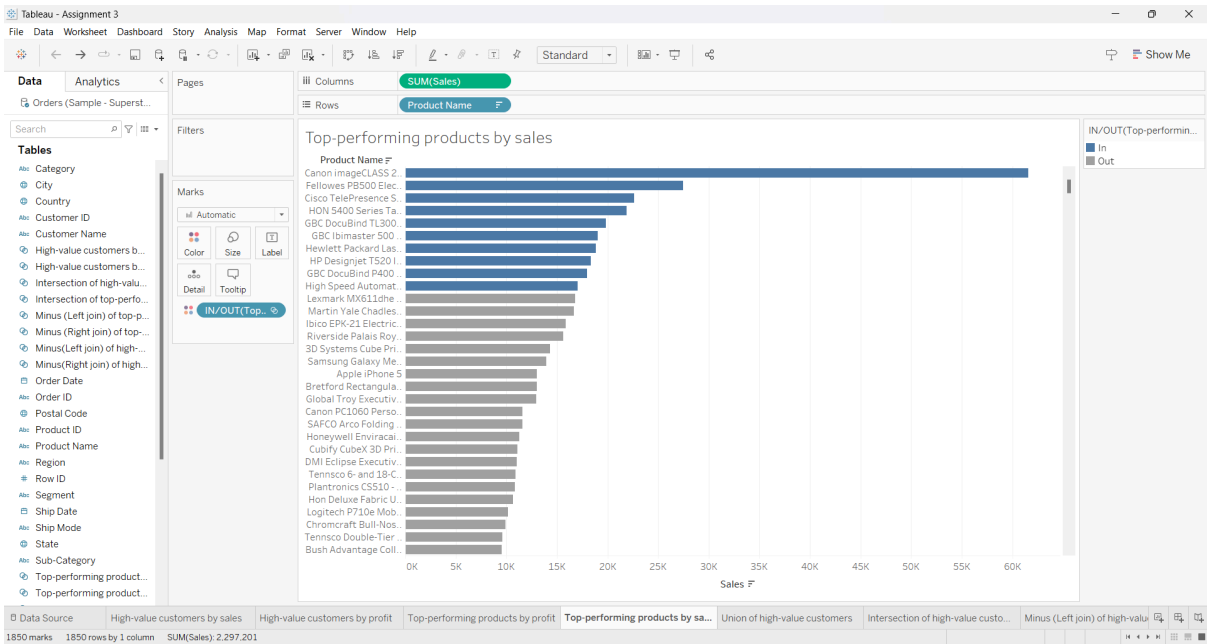 Tableau - Assignment 3
File Data Worksheet Dashboard Story Analysis Map Format Server Window Help
Standard
Show Me
Data Analytics
Pages
Columns SUM(Sales)
Orders (Sample - Superst...
Rows Product Name
Search
Filters
Tables
Abc Category
City
Country
Abc Customer ID
Abc Customer Name
High-value customers b...
High-value customers b...
Intersection of high-valu...
Intersection of top-perfo...
Minus (Left join) of top-p...
Minus (Right join) of top-...
Minus(Left join) of high-...
Minus(Right join) of high...
Order Date
Abc Order ID
Postal Code
Abc Product ID
Abc Product Name
Abc Region
# Row ID
Abc Segment
Ship Date
Abc Ship Mode
State
Abc Sub-Category
Top-performing product...
Top-performing product...
Marks
Automatic
Color Size Label
Detail Tooltip
IN/OUT(Top..
Top-performing products by sales
Product Name
Canon imageCLASS 2..
Fellowes PB500 Elec..
Cisco TelePresence S..
HON 5400 Series Ta..
GBC DocuBind TL300..
GBC Ibimaster 500 ..
Hewlett Packard Las..
HP Designjet T520 I..
GBC DocuBind P400 ..
High Speed Automat..
Lexmark MX611dhe ..
Martin Yale Chadles..
Ibico EPK-21 Electric..
Riverside Palais Roy..
3D Systems Cube Pri..
Samsung Galaxy Me..
Apple iPhone 5
Bretford Rectangula..
Global Troy Executiv..
Canon PC1060 Perso..
SAFCO Arco Folding ..
Honeywell Enviracai..
Cubify CubeX 3D Pri..
DMI Eclipse Executiv..
Tennsco 6- and 18-C..
Plantronics CS510 - ..
Hon Deluxe Fabric U..
Logitech P710e Mob..
Chromcraft Bull-Nos..
Tennsco Double-Tier ..
Bush Advantage Coll..
0K 5K 10K 15K 20K 25K 30K 35K 40K 45K 50K 55K 60K
Sales
IN/OUT(Top-performin...
In
Out
Data Source High-value customers by sales High-value customers by profit Top-performing products by profit Top-performing products by sa... Union of high-value customers Intersection of high-value custo... Minus (Left join) of high-valu
1850 marks 1850 rows by 1 column SUM(Sales): 2,297,201